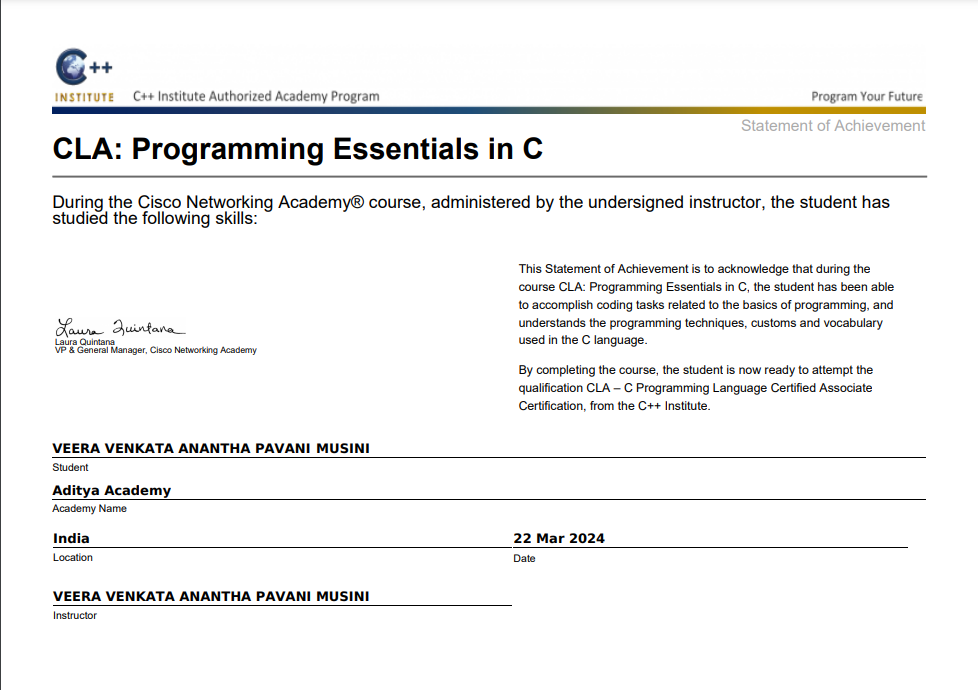 C++
INSTITUTE
C++ Institute Authorized Academy Program
Program Your Future
Statement of Achievement
CLA: Programming Essentials in C
During the Cisco Networking Academy® course, administered by the undersigned instructor, the student has
studied the following skills:
This Statement of Achievement is to acknowledge that during the
course CLA: Programming Essentials in C, the student has been able
to accomplish coding tasks related to the basics of programming, and
understands the programming techniques, customs and vocabulary
used in the C language.
By completing the course, the student is now ready to attempt the
qualification CLA – C Programming Language Certified Associate
Certification, from the C++ Institute.
Laura Quintana
Laura Quintana
VP & General Manager, Cisco Networking Academy
VEERA VENKATA ANANTHA PAVANI MUSINI
Student
Aditya Academy
Academy Name
India
Location
22 Mar 2024
Date
VEERA VENKATA ANANTHA PAVANI MUSINI
Instructor